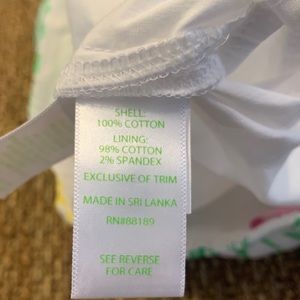 SHELL:
100% COTTON
LINING:
98% COTTON
2% SPANDEX
EXCLUSIVE OF TRIM
MADE IN SRI LANKA
RN#88189
SEE REVERSE
FOR CARE